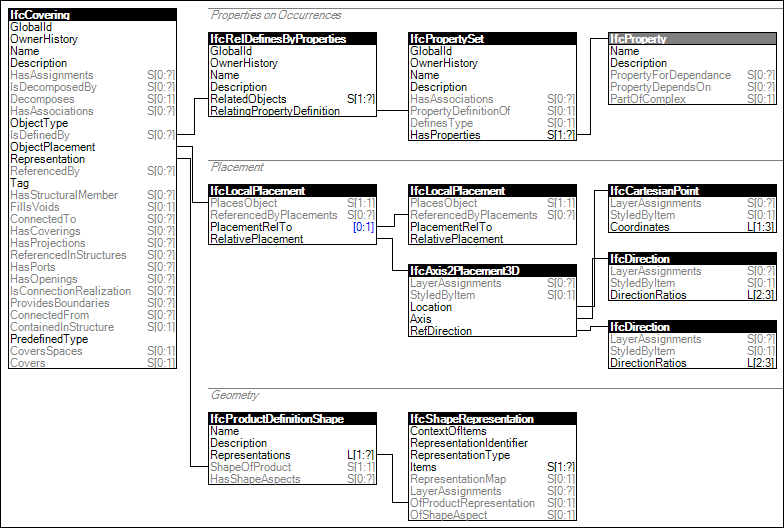 IfcCovering
GlobalId
OwnerHistory
Name
Description
HasAssignments S[0:?]
IsDecomposedBy S[0:?]
Decomposes S[0:1]
HasAssociations S[0:?]
ObjectType
IsDefinedBy S[0:?]
ObjectPlacement
Representation
ReferencedBy S[0:?]
Tag
HasStructuralMember S[0:?]
FillsVoids S[0:1]
ConnectedTo S[0:?]
HasCoverings S[0:?]
HasProjections S[0:?]
ReferencedInStructures S[0:?]
HasPorts S[0:?]
HasOpenings S[0:?]
IsConnectionRealization S[0:?]
ProvidesBoundaries S[0:?]
ConnectedFrom S[0:?]
ContainedInStructure S[0:1]
PredefinedType
CoversSpaces S[0:1]
Covers S[0:1]
Properties on Occurrences
IfcRelDefinesByProperties
GlobalId
OwnerHistory
Name
Description
RelatedObjects S[1:?]
RelatingPropertyDefinition
IfcPropertySet
GlobalId
OwnerHistory
Name
Description
HasAssociations S[0:?]
PropertyDefinitionOf S[0:1]
DefinesType S[0:1]
HasProperties S[1:?]
IfcProperty
Name
Description
PropertyForDependance S[0:?]
PropertyDependsOn S[0:?]
PartOfComplex S[0:1]
Placement
IfcLocalPlacement
PlacesObject S[1:1]
ReferencedByPlacements S[0:?]
PlacementRelTo [0:1]
RelativePlacement
IfcLocalPlacement
PlacesObject S[1:1]
ReferencedByPlacements S[0:?]
PlacementRelTo
RelativePlacement
IfcAxis2Placement3D
LayerAssignments S[0:?]
StyledByItem S[0:1]
Location
Axis
RefDirection
IfcCartesianPoint
LayerAssignments S[0:?]
StyledByItem S[0:1]
Coordinates L[1:3]
IfcDirection
LayerAssignments S[0:?]
StyledByItem S[0:1]
DirectionRatios L[2:3]
IfcDirection
LayerAssignments S[0:?]
StyledByItem S[0:1]
DirectionRatios L[2:3]
Geometry
IfcProductDefinitionShape
Name
Description
Representations L[1:?]
ShapeOfProduct S[1:1]
HasShapeAspects S[0:?]
IfcShapeRepresentation
ContextOfItems
RepresentationIdentifier
RepresentationType
Items S[1:?]
RepresentationMap S[0:1]
LayerAssignments S[0:?]
OfProductRepresentation S[0:1]
OfShapeAspect S[0:1]